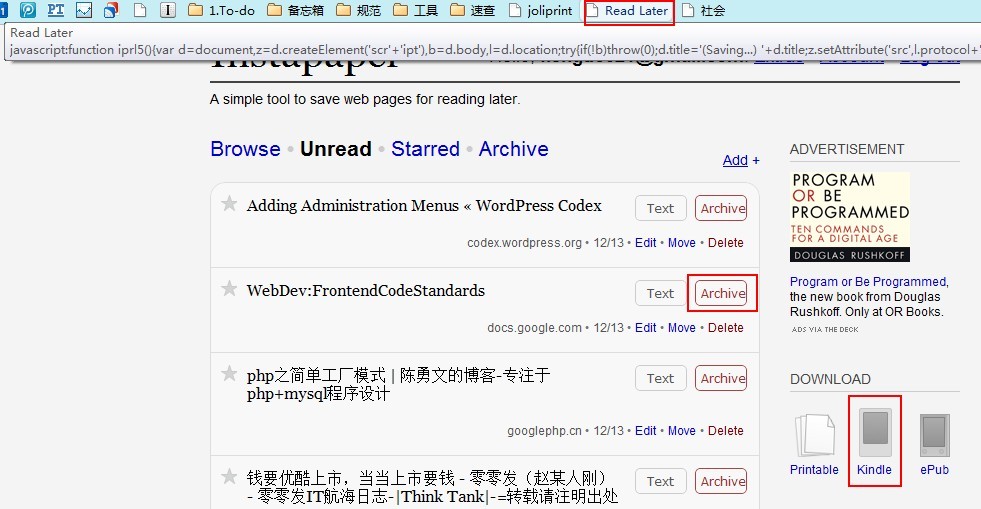 1.To-do 备忘箱 规范 工具 速查 joliprint Read Later 社会
Read Later
javascript:function iprl5(){var d=document,z=d.createElement('scr'+'ipt'),b=d.body,l=d.location;try{if(!b)throw(0);d.title='(Saving...) '+d.title;z.setAttribute('src',l.protocol+'
Instapaper
A simple tool to save web pages for reading later.
Browse • Unread • Starred • Archive
Add +
Adding Administration Menus « WordPress Codex
Text Archive
codex.wordpress.org • 12/13 • Edit • Move • Delete
WebDev:FrontendCodeStandards
Text Archive
docs.google.com • 12/13 • Edit • Move • Delete
php之简单工厂模式 | 陈勇文的博客-专注于
php+mysql程序设计
Text Archive
googlephp.cn • 12/13 • Edit • Move • Delete
钱要优酷上市，当当上市要钱 - 零零发（赵某人刚）
- 零零发IT航海日志-|Think Tank|-=转载请注明出处
Text Archive
ADVERTISEMENT
PROGRAM
OR BE
PROGRAMMED
TEN COMMANDS
FOR A DIGITAL AGE
DOUGLAS RUSHKOFF
Program or Be Programmed,
the new book from Douglas
Rushkoff. Only at OR Books.
ADS VIA THE DECK
DOWNLOAD
Printable Kindle ePub